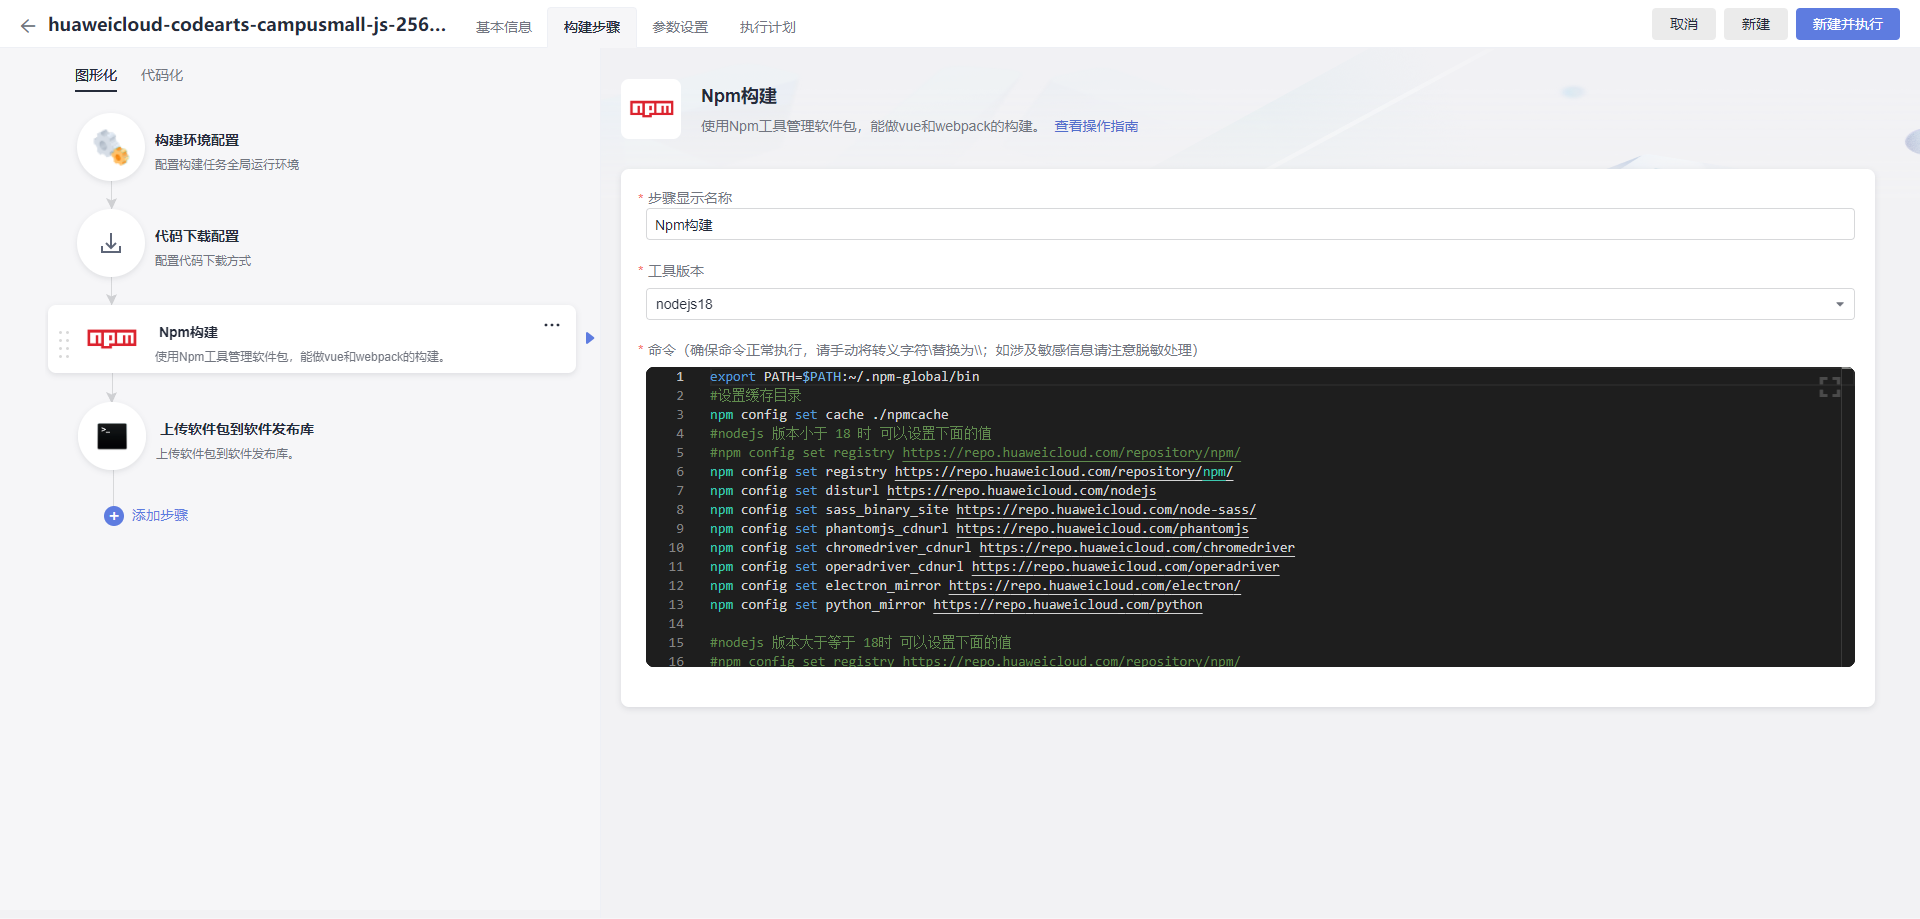 huaweicloud-codearts-campusmall-js-256...
基本信息
构建步骤
参数设置
执行计划
取消
新建
新建并执行
图形化
代码化
构建环境配置
配置构建任务全局运行环境
代码下载配置
配置代码下载方式
npm
Npm构建
使用Npm工具管理软件包，能做vue和webpack的构建。
>_
上传软件包到软件发布库
上传软件包到软件发布库。
添加步骤
npm
Npm构建
使用Npm工具管理软件包，能做vue和webpack的构建。 查看操作指南
* 步骤显示名称
Npm构建
* 工具版本
nodejs18
* 命令（确保命令正常执行，请手动将转义字符\替换为\\；如涉及敏感信息请注意脱敏处理）
1 export PATH=$PATH:~/.npm-global/bin
2 #设置缓存目录
3 npm config set cache ./npmcache
4 #nodejs 版本小于 18 时 可以设置下面的值
5 #npm config set registry https://repo.huaweicloud.com/repository/npm/
6 npm config set registry https://repo.huaweicloud.com/repository/npm/
7 npm config set disturl https://repo.huaweicloud.com/nodejs
8 npm config set sass_binary_site https://repo.huaweicloud.com/node-sass/
9 npm config set phantomjs_cdnurl https://repo.huaweicloud.com/phantomjs
10 npm config set chromedriver_cdnurl https://repo.huaweicloud.com/chromedriver
11 npm config set operadriver_cdnurl https://repo.huaweicloud.com/operadriver
12 npm config set electron_mirror https://repo.huaweicloud.com/electron/
13 npm config set python_mirror https://repo.huaweicloud.com/python
14
15 #nodejs 版本大于等于 18时 可以设置下面的值
16 #npm config set registry https://repo.huaweicloud.com/repository/npm/